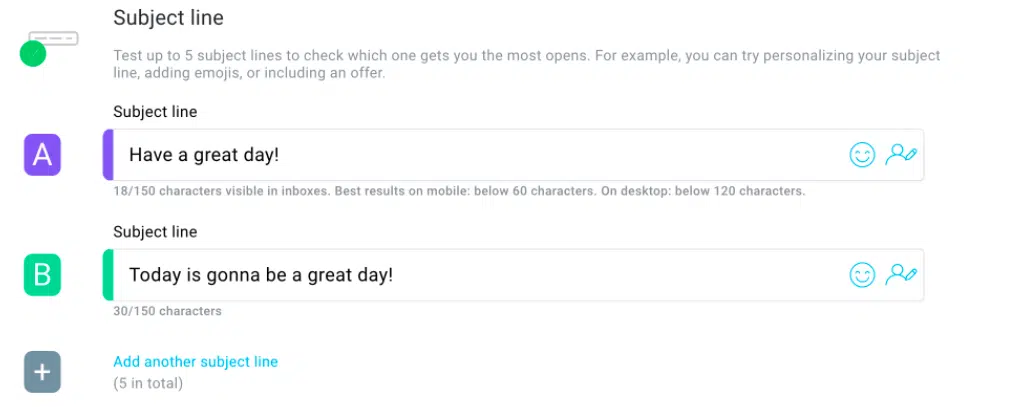 Subject line
Test up to 5 subject lines to check which one gets you the most opens. For example, you can try personalizing your subject
line, adding emojis, or including an offer.
Subject line
A
Have a great day!
18/150 characters visible in inboxes. Best results on mobile: below 60 characters. On desktop: below 120 characters.
Subject line
B
Today is gonna be a great day!
30/150 characters
+
Add another subject line
(5 in total)